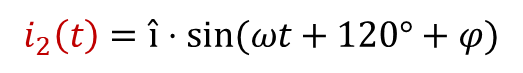 i₂(t) = î · sin(ωt + 120° + φ)